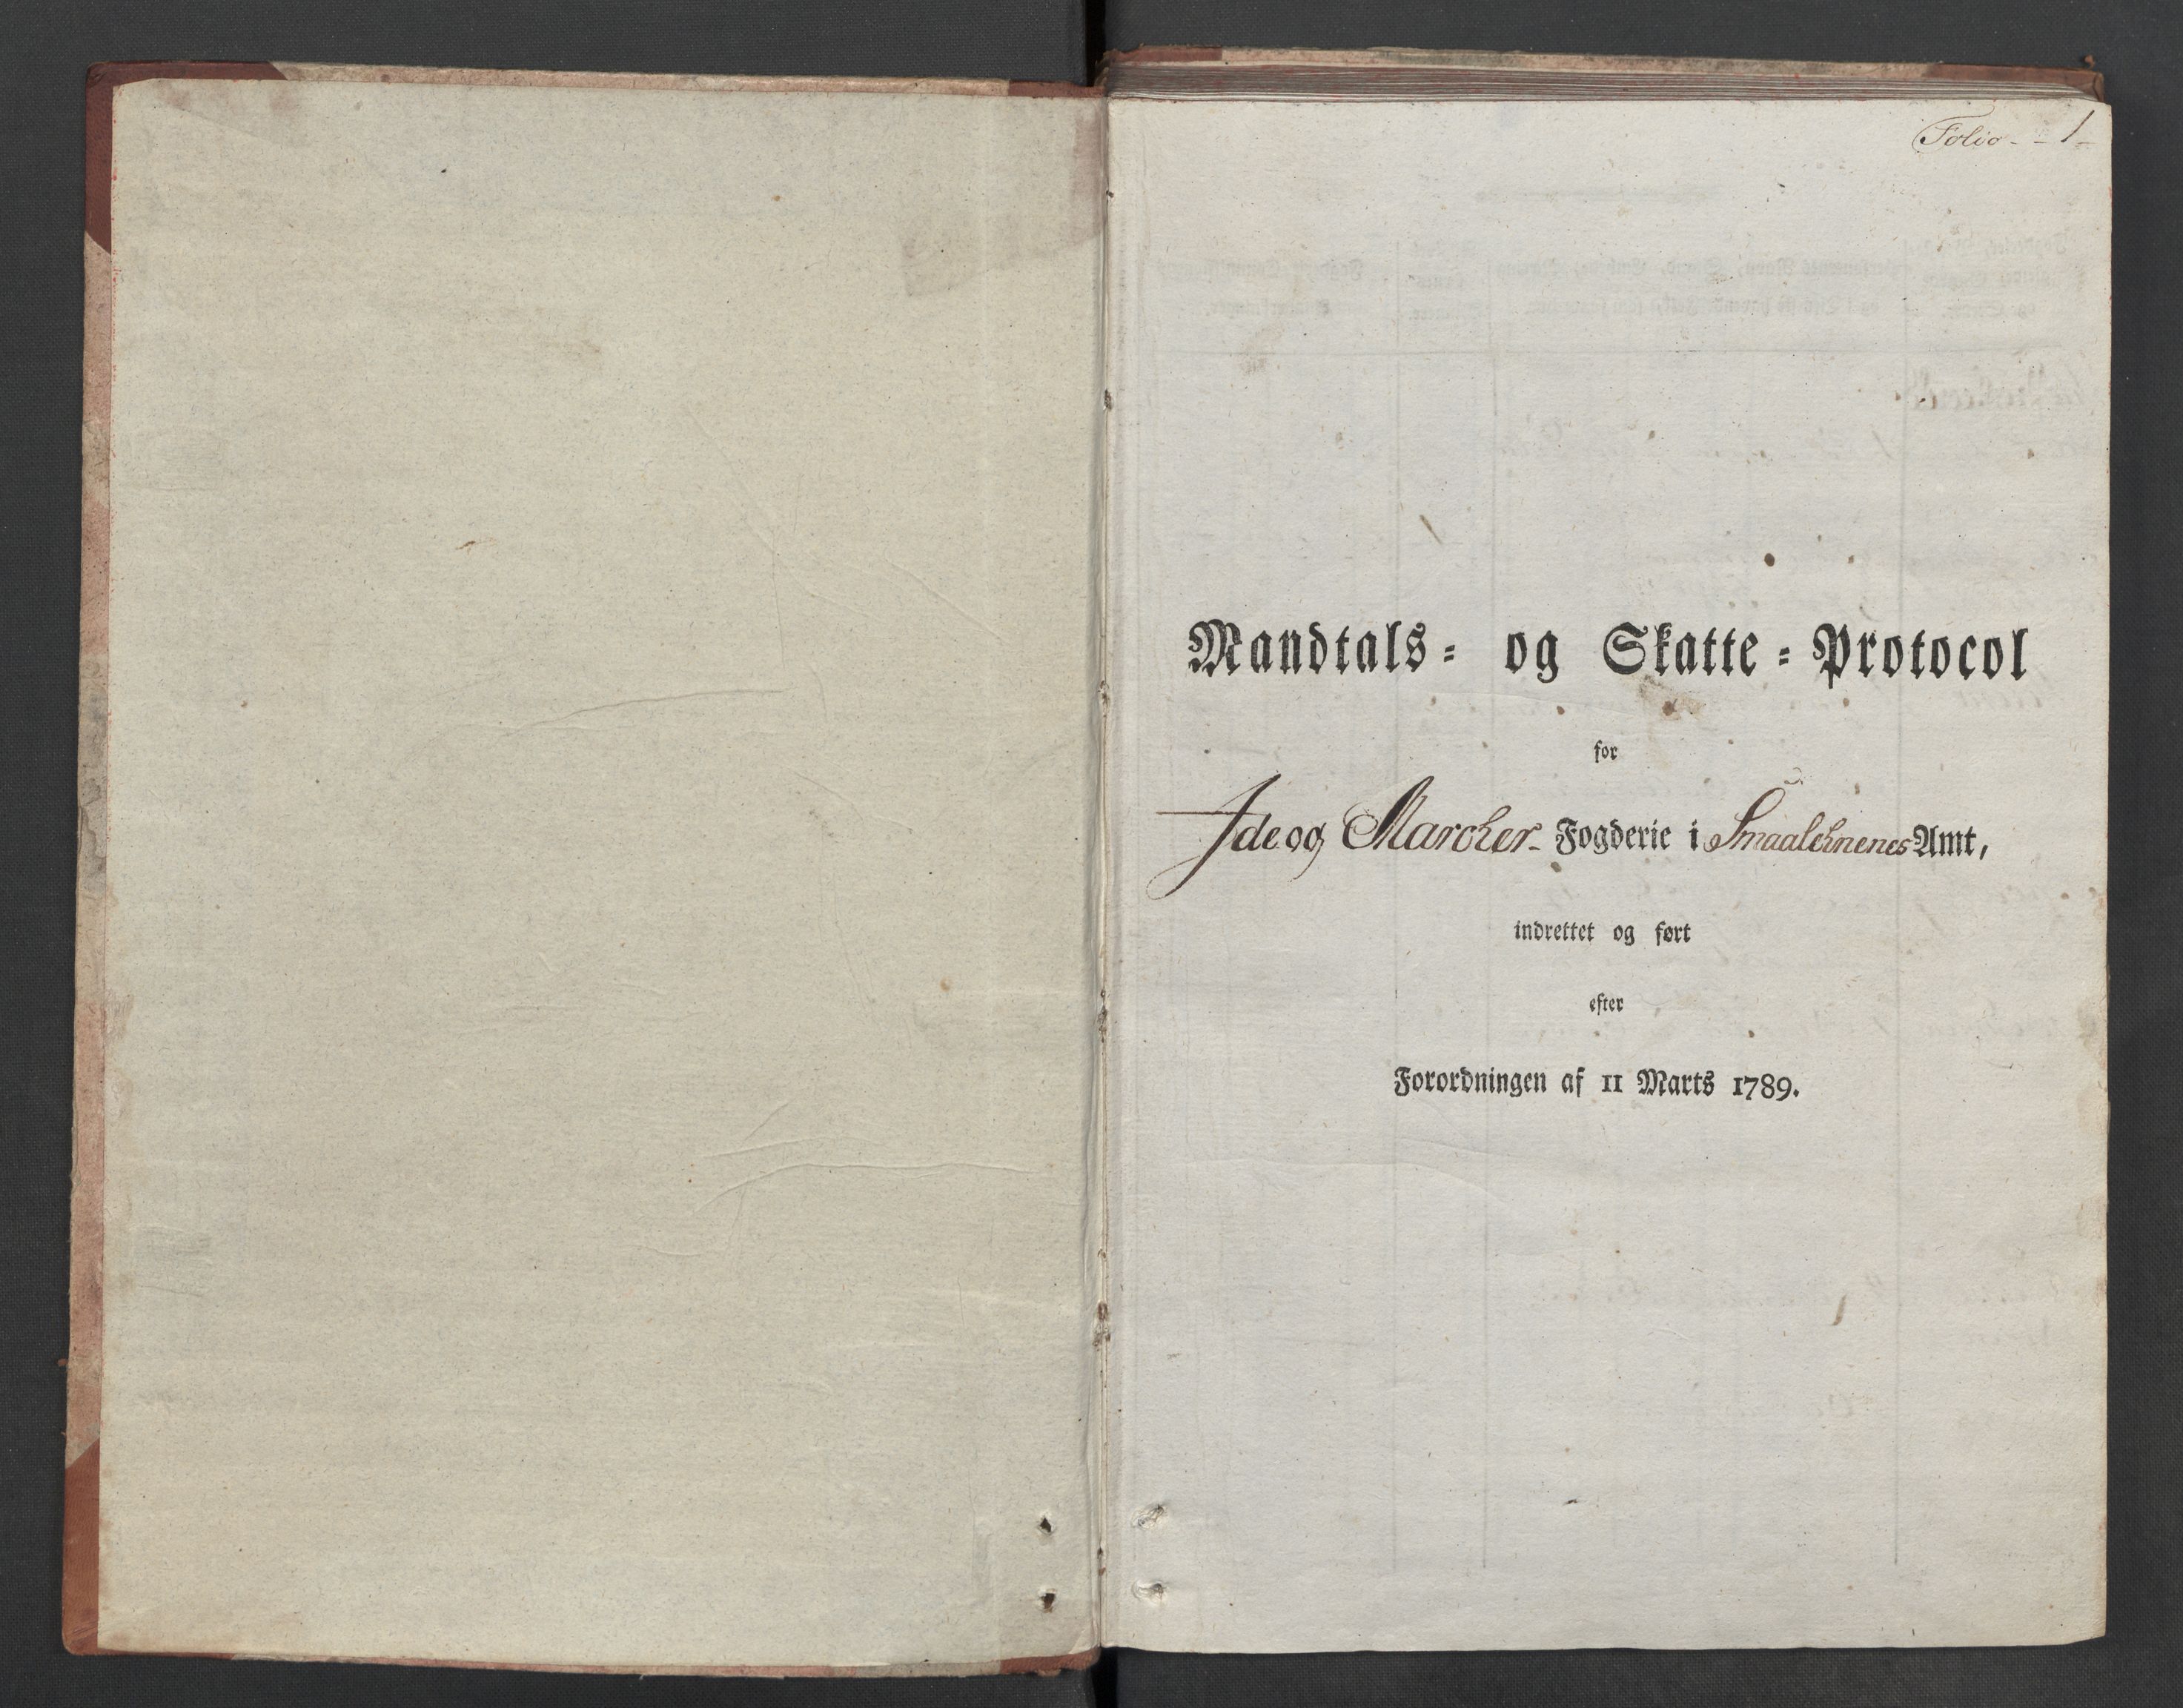 Folio - - 1 -
Mandtals- og Skatte-Protocol
for
Ide og Marcker Fogderie i Smaalehnenes Amt,
indrettet og ført
efter
Forordningen af 11 Marts 1789.